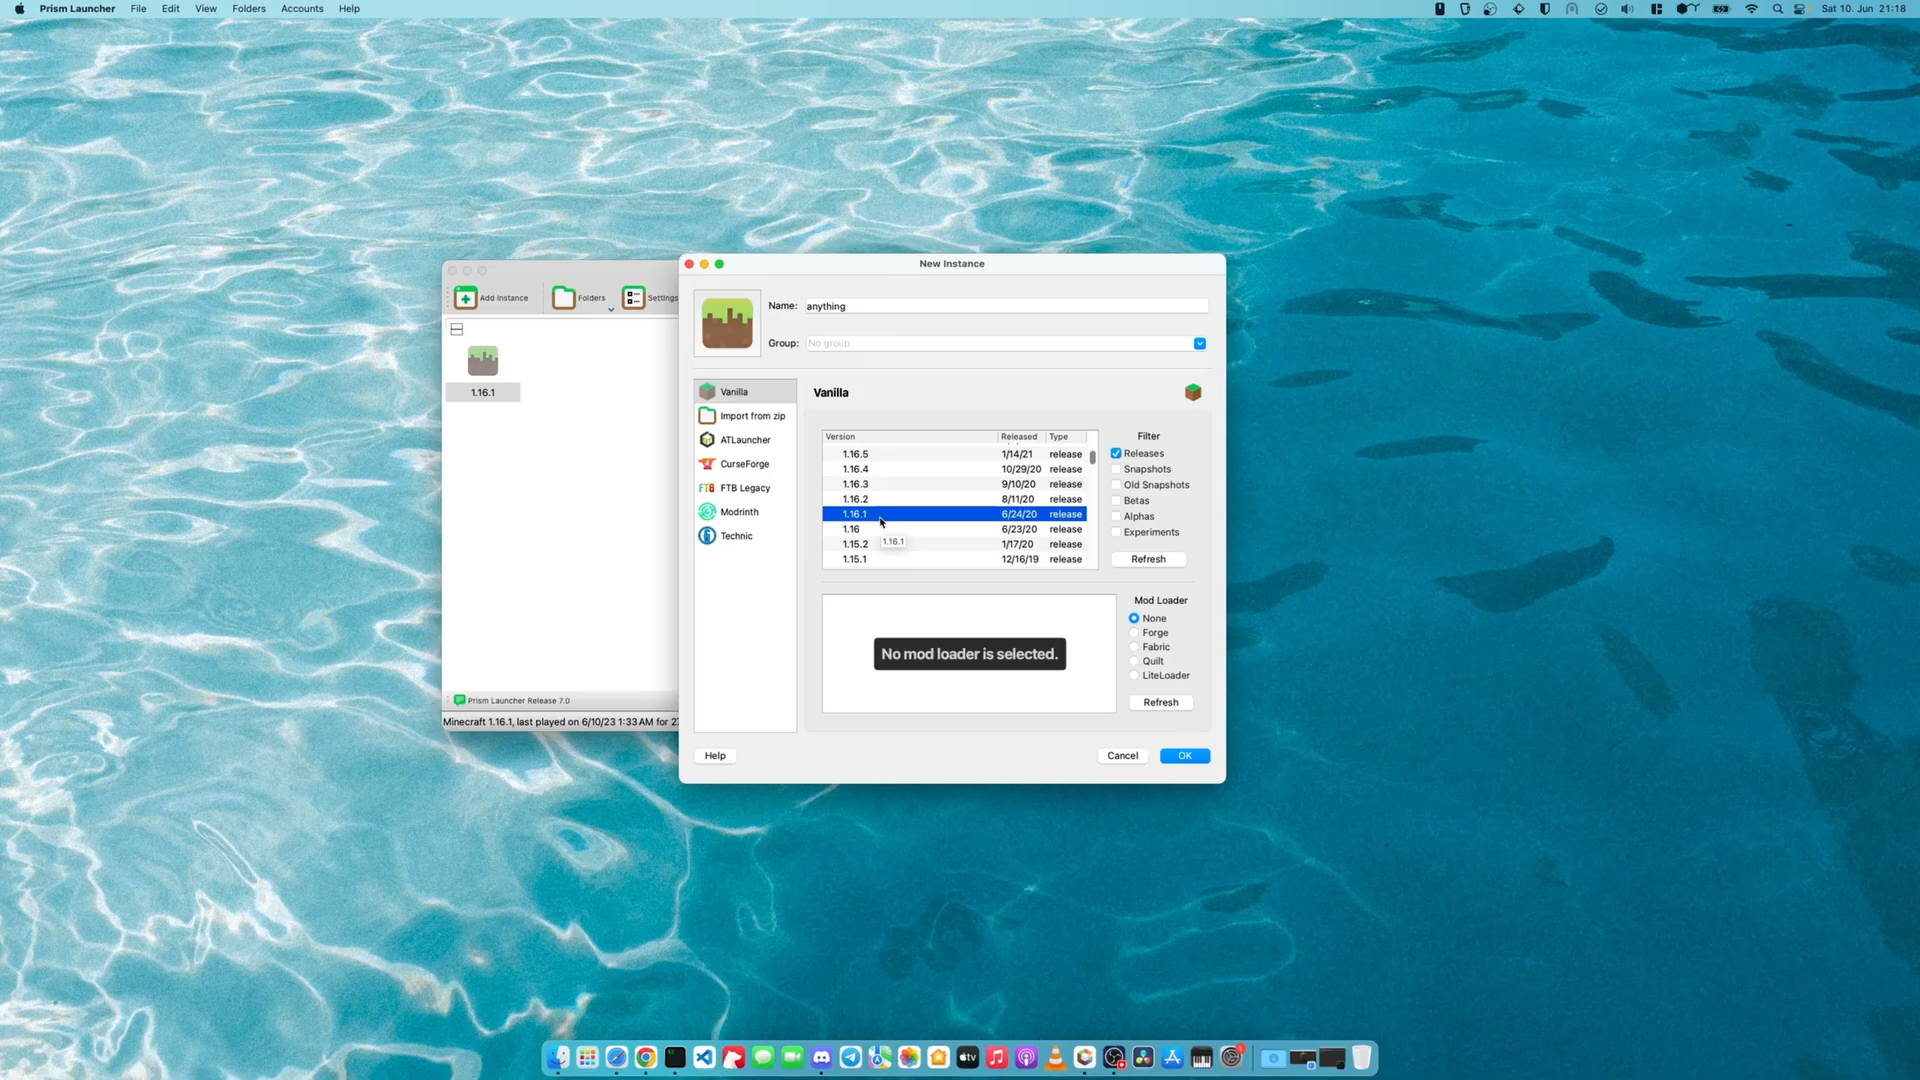 Prism Launcher File Edit View Folders Accounts Help
Sat 10. Jun 21:18
New Instance
Add Instance Folders Settings
1.16.1
Prism Launcher Release 7.0
Minecraft 1.16.1, last played on 6/10/23 1:33 AM for 2
Name: anything
Group: No group
Vanilla
Import from zip
ATLauncher
CurseForge
FTB FTB Legacy
Modrinth
Technic
Vanilla
Version Released Type
1.16.5 1/14/21 release
1.16.4 10/29/20 release
1.16.3 9/10/20 release
1.16.2 8/11/20 release
1.16.1 6/24/20 release
1.16 6/23/20 release
1.16.1
1.15.2 1/17/20 release
1.15.1 12/16/19 release
Filter
Releases
Snapshots
Old Snapshots
Betas
Alphas
Experiments
Refresh
No mod loader is selected.
Mod Loader
None
Forge
Fabric
Quilt
LiteLoader
Refresh
Help Cancel OK
tv